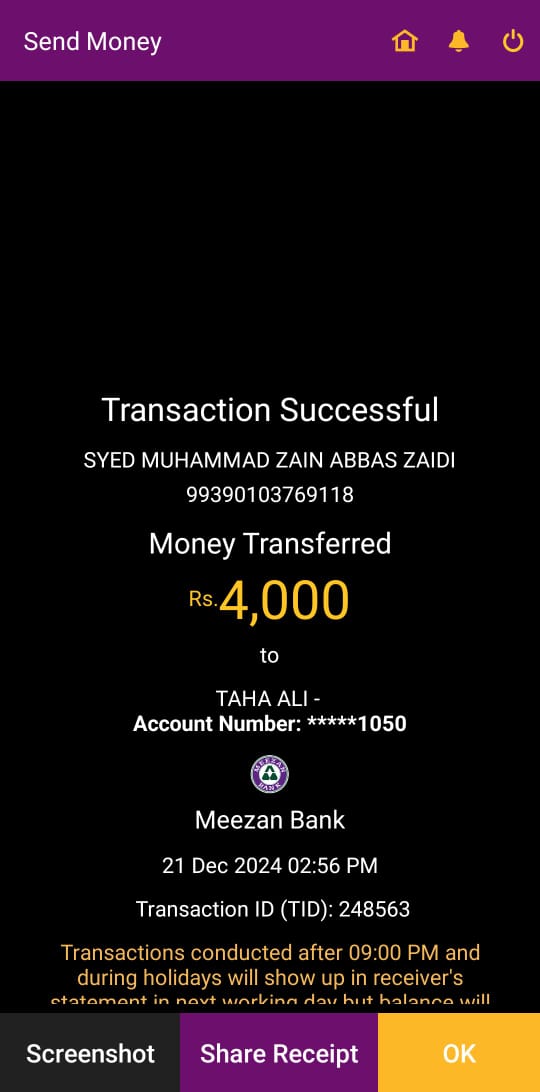 Send Money
Transaction Successful
SYED MUHAMMAD ZAIN ABBAS ZAIDI
99390103769118
Money Transferred
Rs.4,000
to
TAHA ALI -
Account Number: *****1050
MEEZAN BANK
Meezan Bank
21 Dec 2024 02:56 PM
Transaction ID (TID): 248563
Transactions conducted after 09:00 PM and
during holidays will show up in receiver's
statement in next working day but balance will
Screenshot
Share Receipt
OK